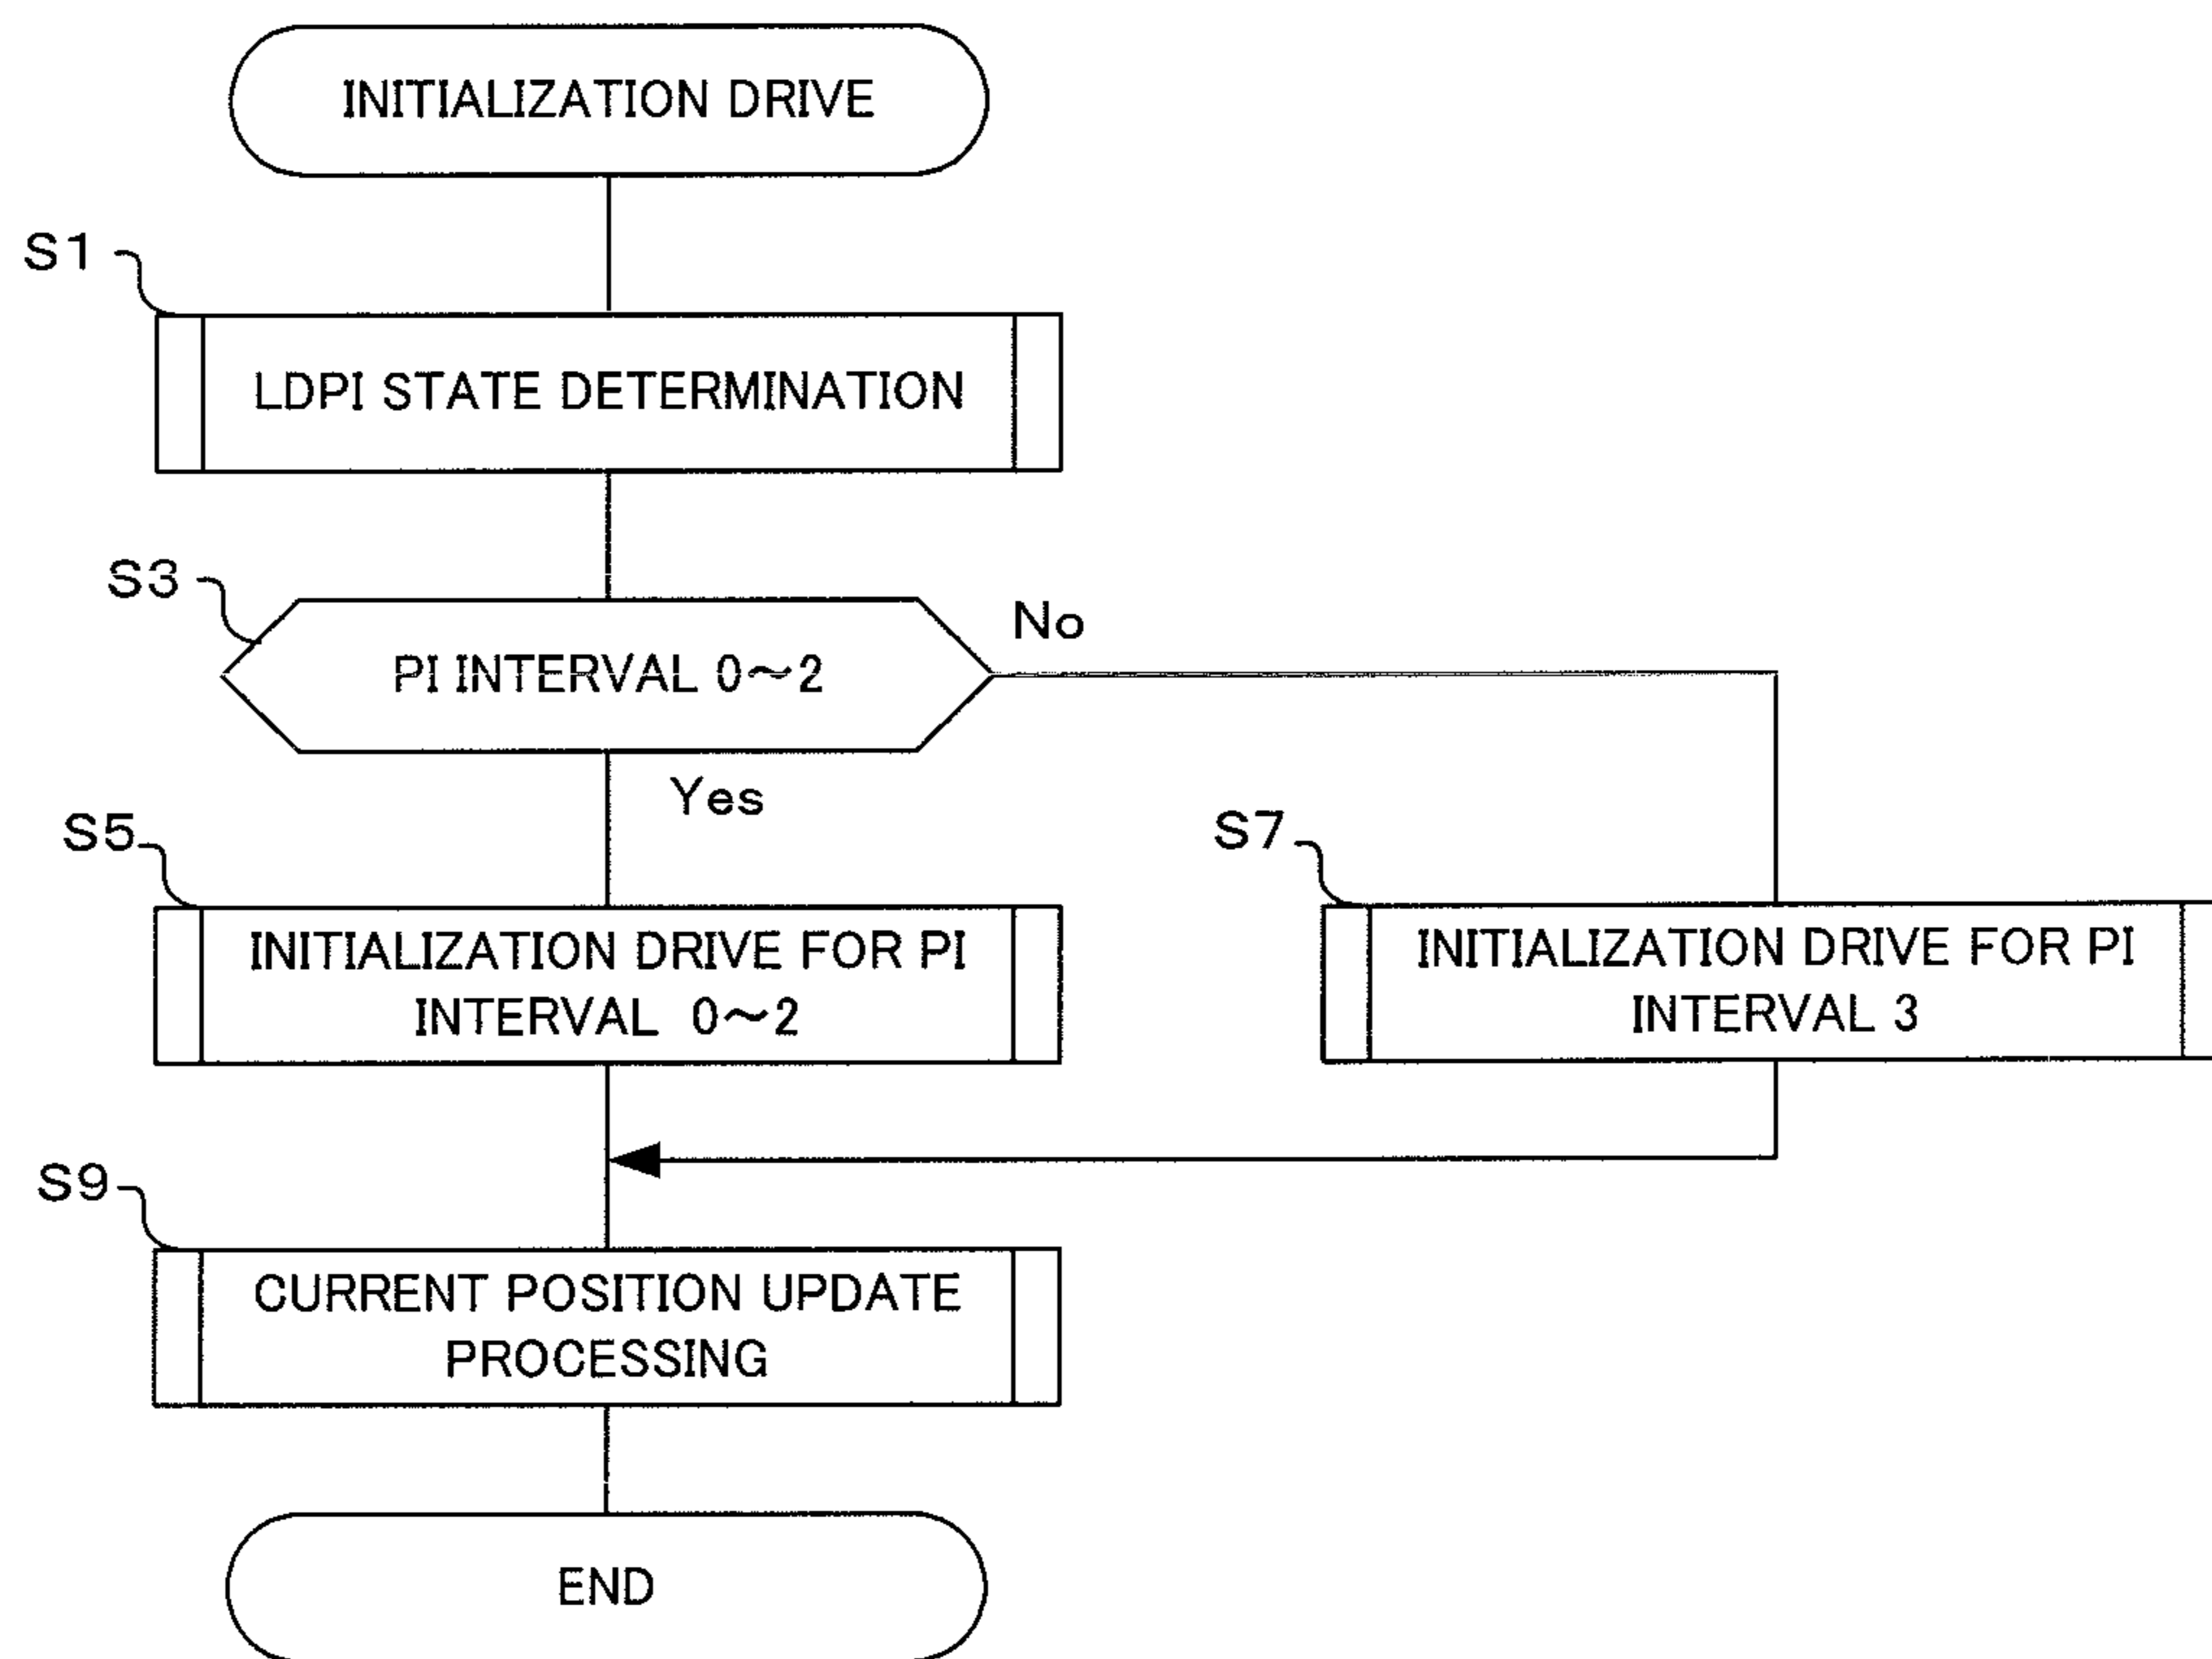 INITIALIZATION DRIVE
S1
LDPI STATE DETERMINATION
S3
PI INTERVAL 0～2
No
Yes
S5
INITIALIZATION DRIVE FOR PI
INTERVAL 0～2
S7
INITIALIZATION DRIVE FOR PI
INTERVAL 3
S9
CURRENT POSITION UPDATE
PROCESSING
END